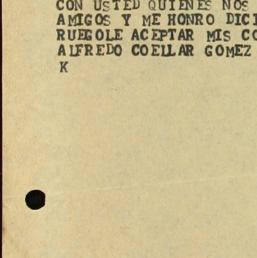 CON USTED QUIENES NOS
AMIGOS Y ME HONRO DICI
RUEGOLE ACEPTAR MIS CO
ALFREDO COELLAR GOMEZ
K